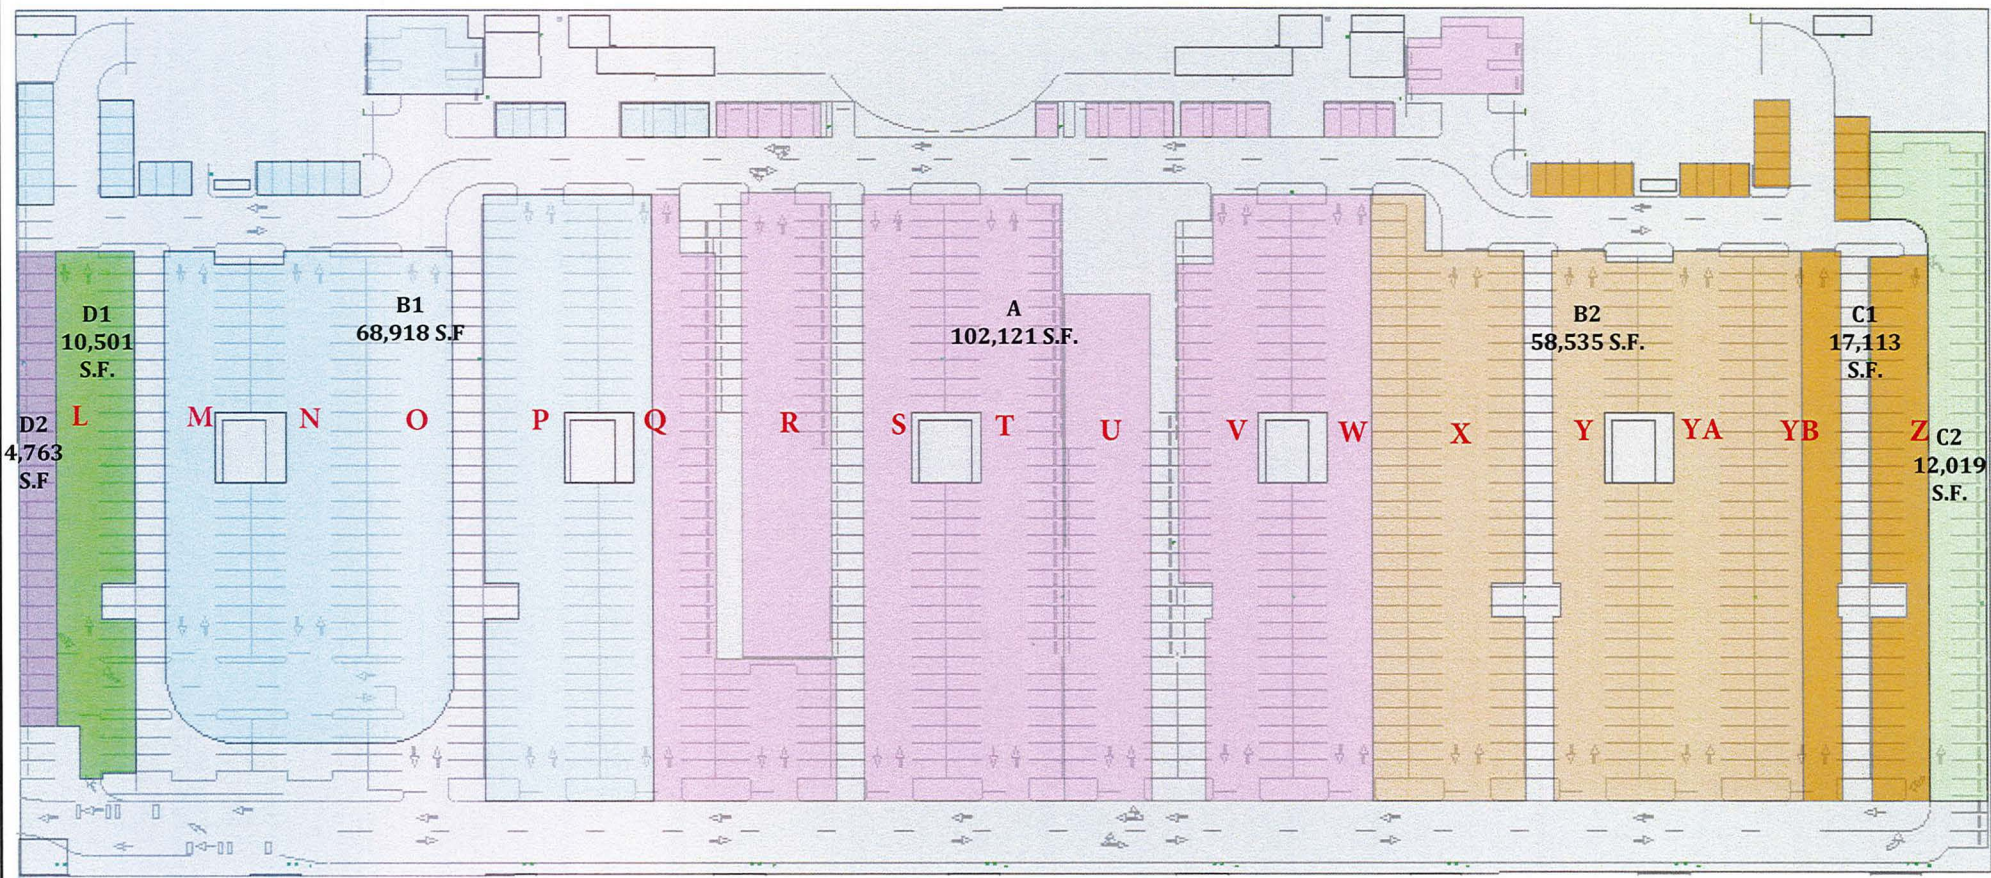 D1
10,501
S.F.
B1
68,918 S.F
A
102,121 S.F.
B2
58,535 S.F.
C1
17,113
S.F.
D2
4,763
S.F
L M N O P Q R S T U V W X Y YA YB Z
C2
12,019
S.F.